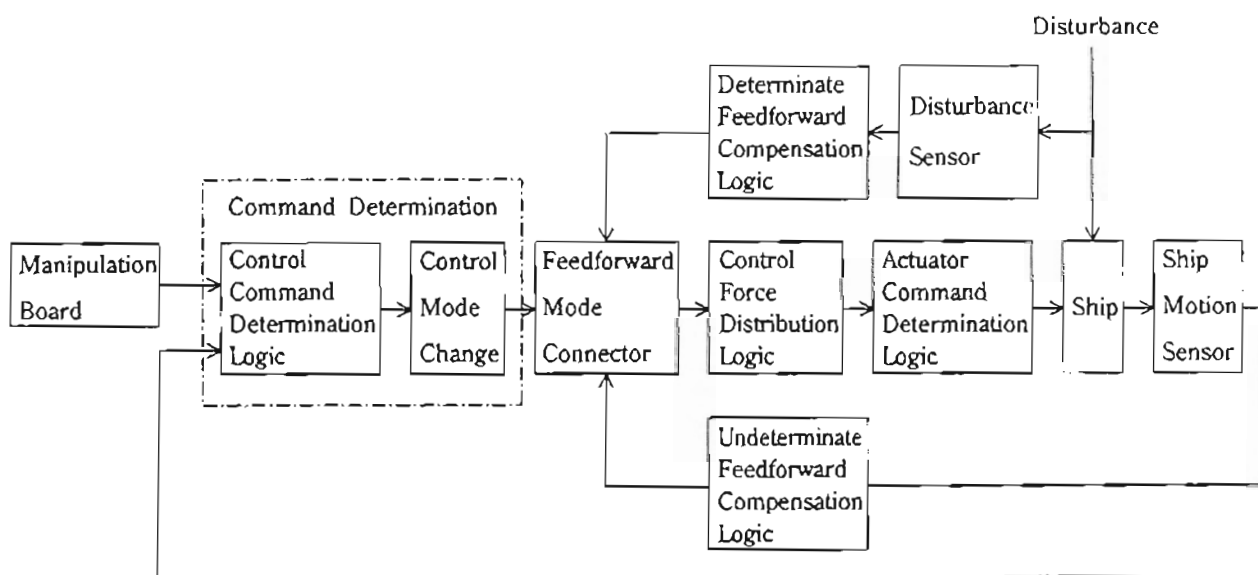 Disturbance
Determinate
Feedforward
Compensation
Logic
Disturbance
Sensor
Command Determination
Manipulation
Board
Control
Command
Determination
Logic
Control
Mode
Change
Feedforward
Mode
Connector
Control
Force
Distribution
Logic
Actuator
Command
Determination
Logic
Ship
Ship
Motion
Sensor
Undeterminate
Feedforward
Compensation
Logic